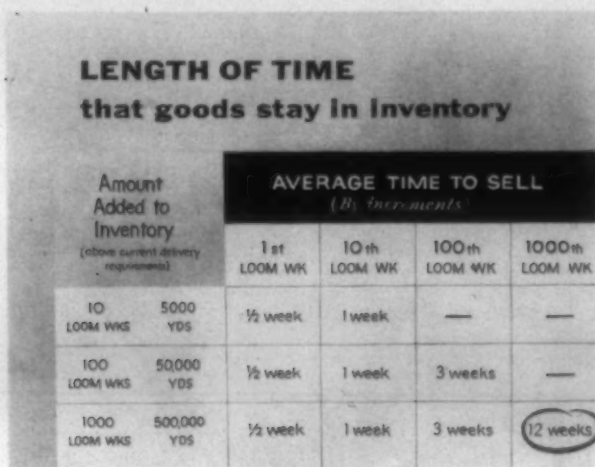 LENGTH OF TIME
that goods stay in inventory
Amount
Added to
Inventory
(above current delivery
requirements)
AVERAGE TIME TO SELL
(By increments)
1st
LOOM WK
10th
LOOM WK
100th
LOOM WK
1000th
LOOM WK
10
LOOM WKS
5000
YDS
½ week
1 week
—
—
100
LOOM WKS
50,000
YDS
½ week
1 week
3 weeks
—
1000
LOOM WKS
500,000
YDS
½ week
1 week
3 weeks
12 weeks